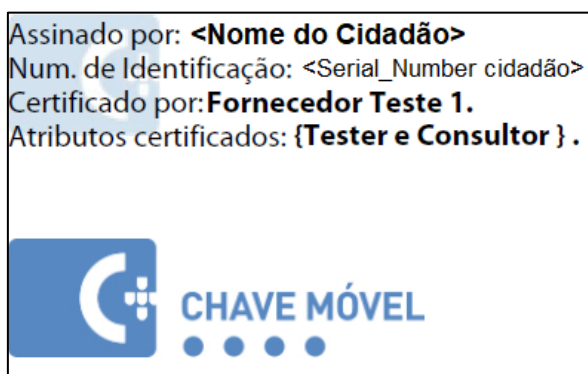 Assinado por: <Nome do Cidadão>
Num. de Identificação: <Serial_Number cidadão>
Certificado por:Fornecedor Teste 1.
Atributos certificados: {Tester e Consultor } .
CHAVE MÓVEL